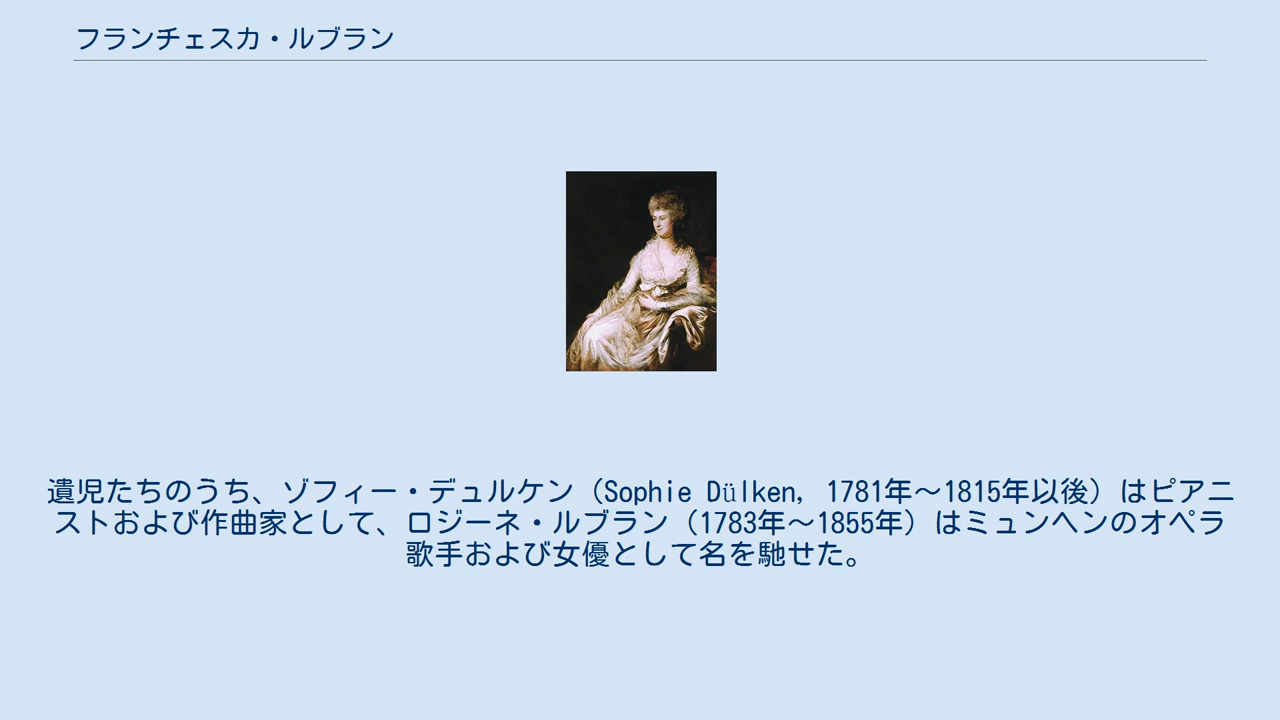 フランチェスカ・ルブラン
遺児たちのうち、ゾフィー・デュルケン（Sophie Dülken, 1781年～1815年以後）はピアニ
ストおよび作曲家として、ロジーネ・ルブラン（1783年～1855年）はミュンヘンのオペラ
歌手および女優として名を馳せた。